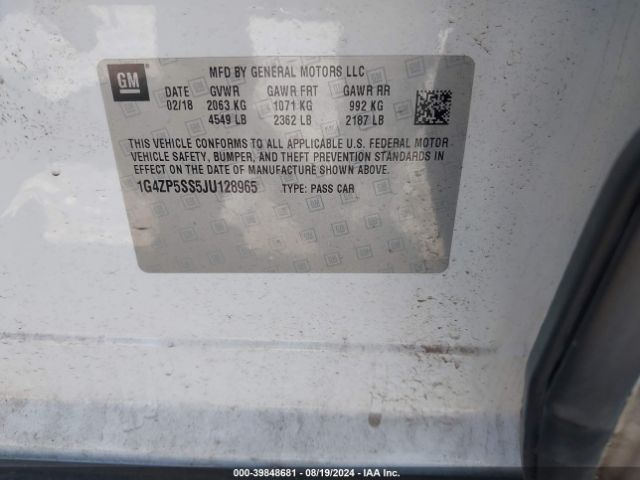 GM
MFD BY GENERAL MOTORS LLC
DATE GVWR GAWR FRT GAWR RR
02/18 2063 KG 1071 KG 992 KG
4549 LB 2362 LB 2187 LB
THIS VEHICLE CONFORMS TO ALL APPLICABLE U.S. FEDERAL MOTOR
VEHICLE SAFETY, BUMPER, AND THEFT PREVENTION STANDARDS IN
EFFECT ON THE DATE OF MANUFACTURE SHOWN ABOVE.
1G4ZP5SS5JU128965 TYPE: PASS CAR
© 39848681 - 08/19/2024 - IAA Inc.